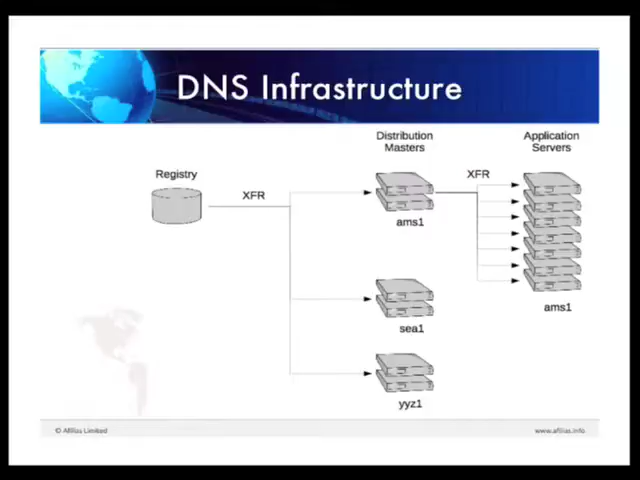 DNS Infrastructure
Distribution
Masters
Application
Servers
Registry
XFR
XFR
ams1
ams1
sea1
yyz1
© Afilias Limited
www.afilias.info